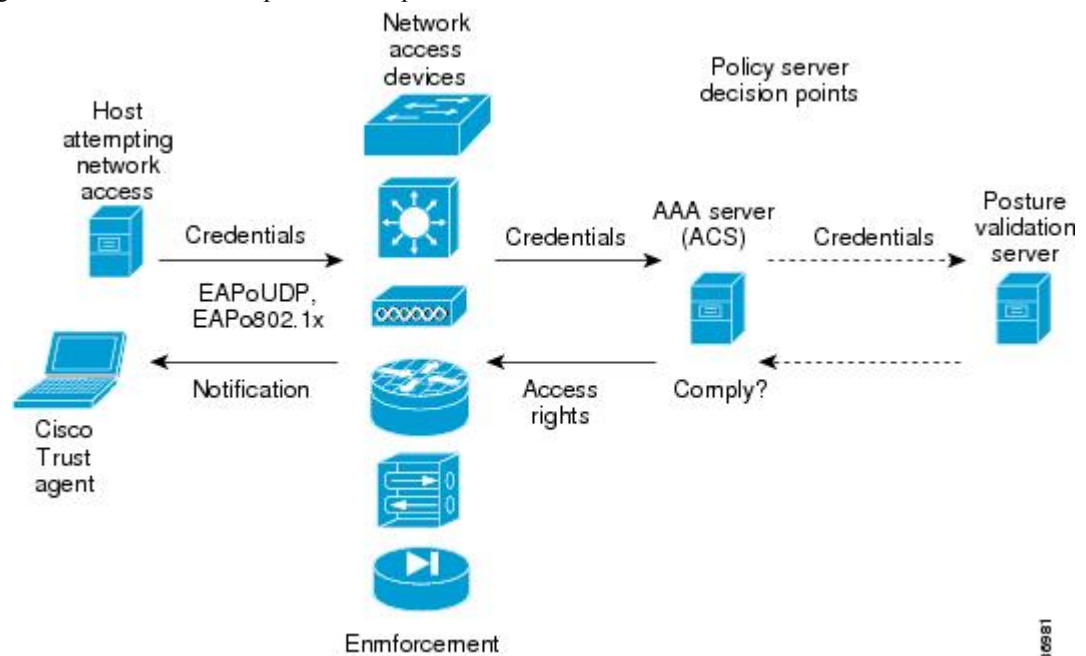 Network
access
devices
Policy server
decision points
Host
attempting
network
access
Credentials
EAPoUDP,
EAPo802.1x
Credentials
AAA server
(ACS)
Credentials
Posture
validation
server
Notification
Access
rights
Comply?
Cisco
Trust
agent
Enmforcement